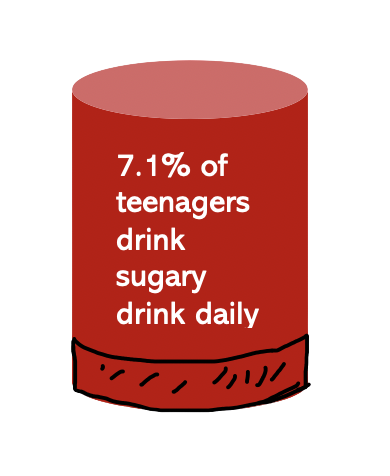 7.1% of
teenagers
drink
sugary
drink daily